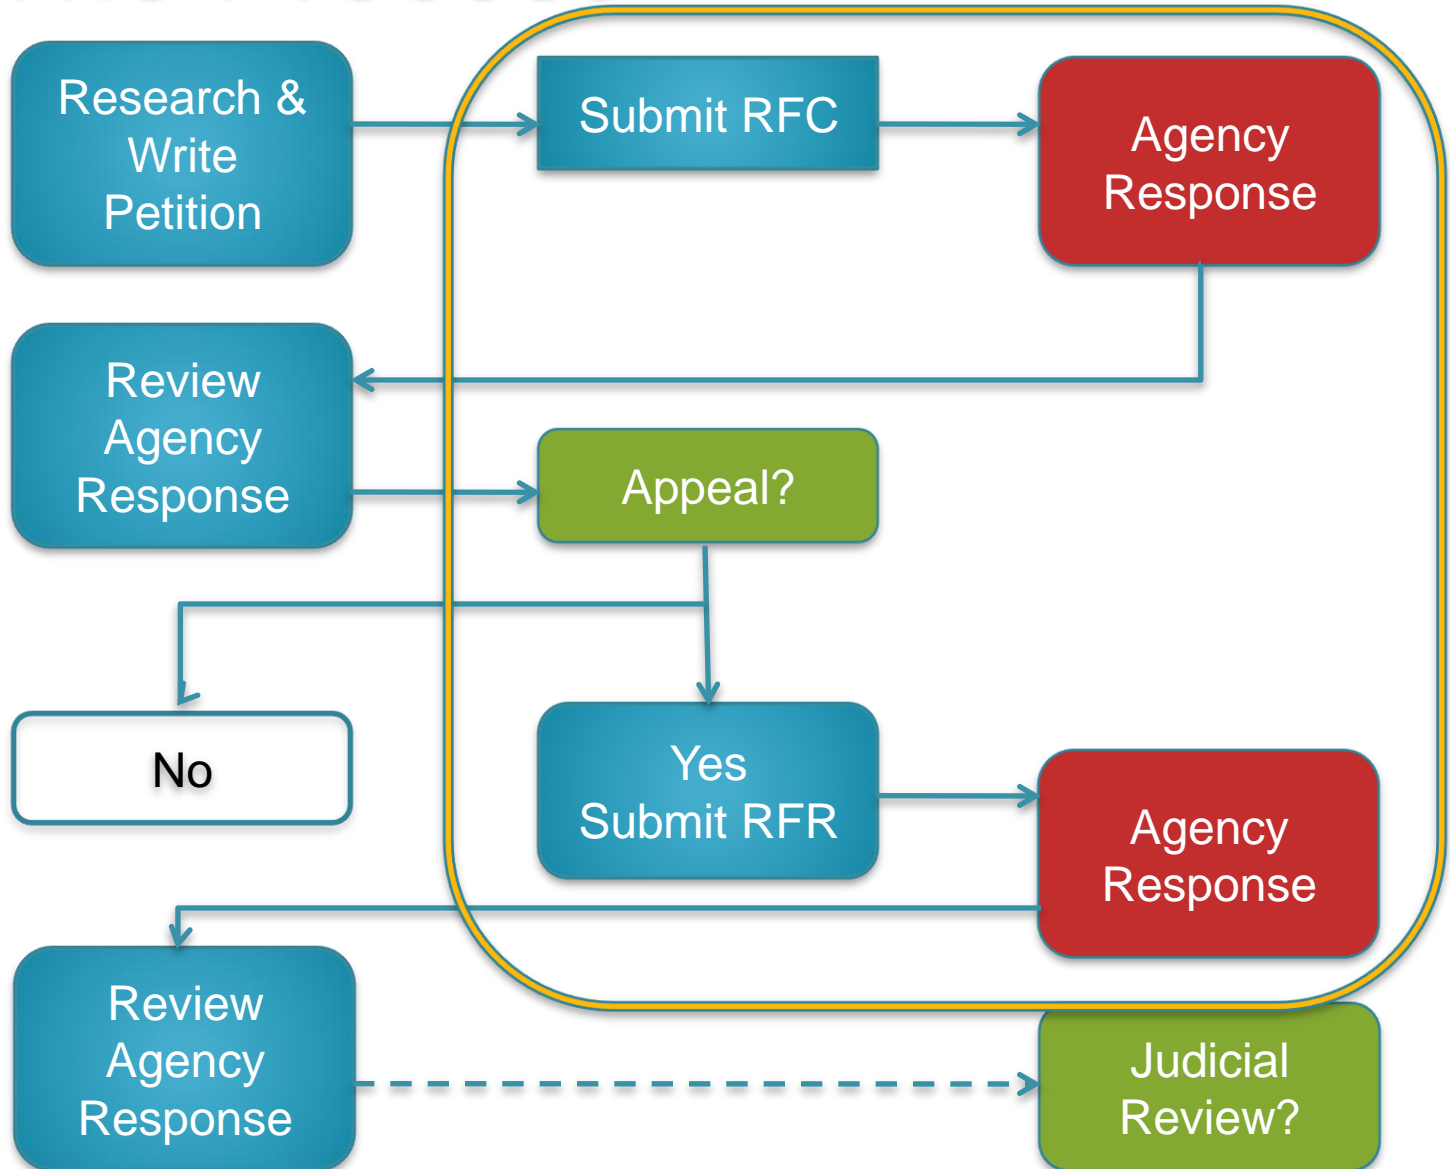 Research &
Write
Petition
Submit RFC
Agency
Response
Review
Agency
Response
Appeal?
No
Yes
Submit RFR
Agency
Response
Review
Agency
Response
Judicial
Review?